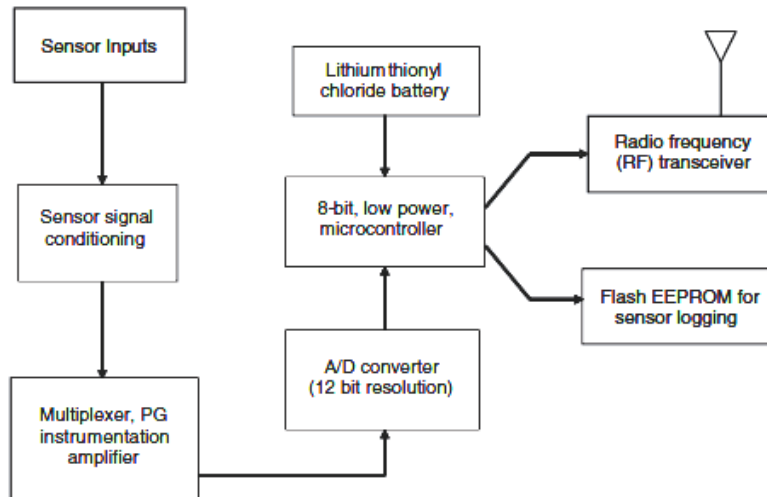 Sensor Inputs
Sensor signal
conditioning
Multiplexer, PG
instrumentation
amplifier
Lithium thionyl
chloride battery
8-bit, low power,
microcontroller
A/D converter
(12 bit resolution)
Radio frequency
(RF) transceiver
Flash EEPROM for
sensor logging